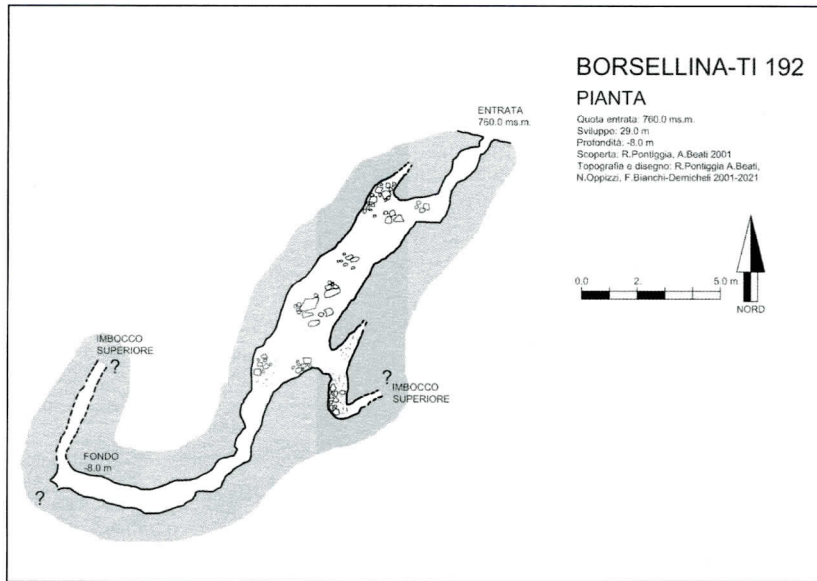 BORSELLINA-TI 192
PIANTA
Quota entrata: 760.0 ms.m.
Sviluppo: 29.0 m
Profondità: -8.0 m
Scoperta: R.Pontiggia, A.Beati 2001
Topografia e disegno: R.Pontiggia A.Beati,
N.Oppizzi, F.Bianchi-Demicheli 2001-2021
ENTRATA
760.0 ms.m.
0.0 2. 5.0 m
NORD
IMBOCCO
SUPERIORE
?
?
IMBOCCO
SUPERIORE
FONDO
-8.0 m
?